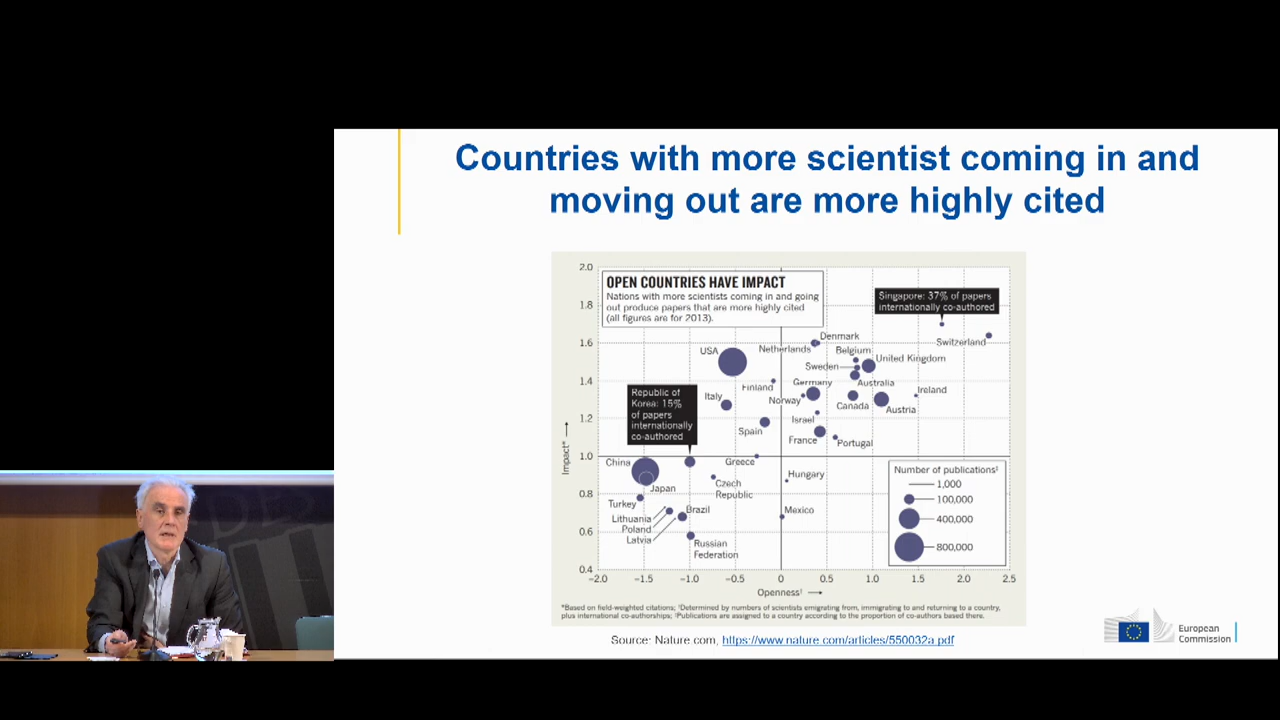 Countries with more scientist coming in and
moving out are more highly cited
OPEN COUNTRIES HAVE IMPACT
Nations with more scientists coming in and going
out produce papers that are more highly cited
(all figures are for 2013).
Singapore: 37% of papers
internationally co-authored
Republic of
Korea: 15%
of papers
internationally
co-authored
2.0
1.8
1.6
1.4
1.2
1.0
0.8
0.6
0.4
Impact*
USA
Netherlands
Denmark
Switzerland
Belgium
United Kingdom
Sweden
Finland
Germany
Australia
Italy
Norway
Canada
Ireland
Austria
Israel
Spain
France
Portugal
China
Greece
Japan
Czech
Republic
Hungary
Turkey
Lithuania
Poland
Latvia
Brazil
Mexico
Russian
Federation
Number of publications‡
1,000
100,000
400,000
800,000
−2.0 −1.5 −1.0 −0.5 0 0.5 1.0 1.5 2.0 2.5
Openness†
*Based on field-weighted citations; †Determined by numbers of scientists emigrating from, immigrating to and returning to a country,
plus international co-authorships; ‡Publications are assigned to a country according to the proportion of co-authors based there.
Source: Nature.com, https://www.nature.com/articles/550032a.pdf
European
Commission